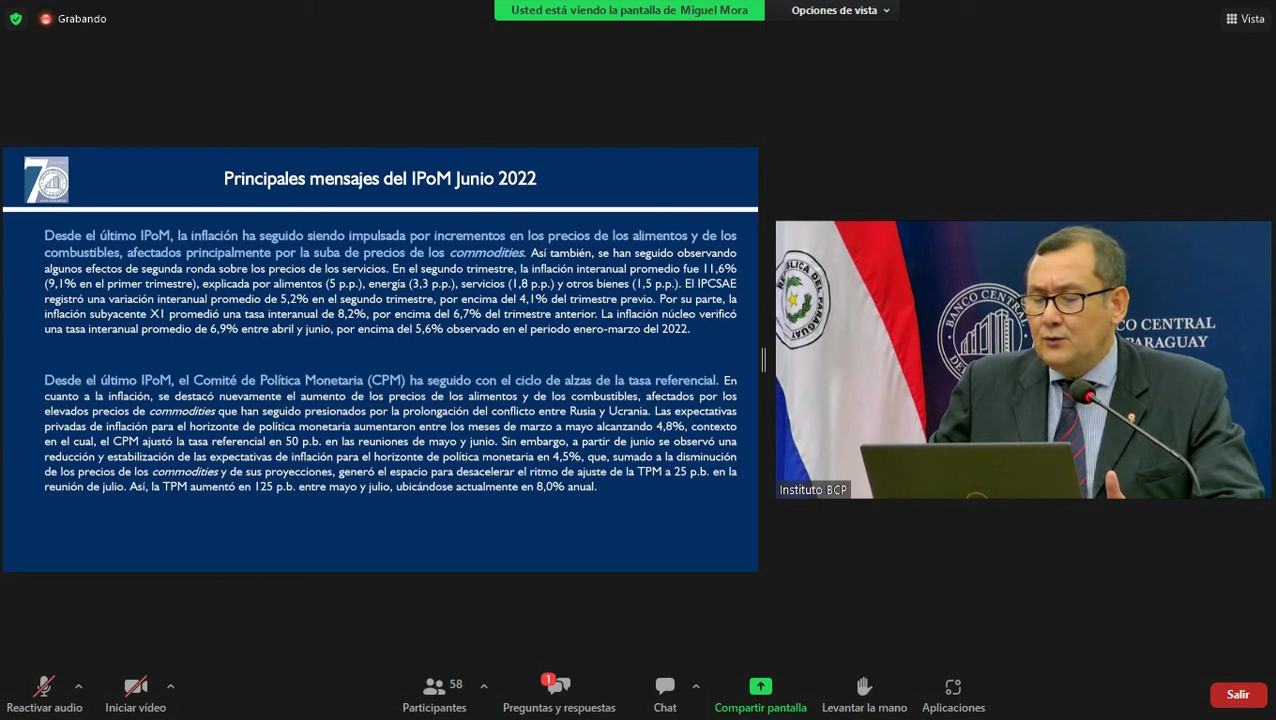 Grabando
Usted está viendo la pantalla de Miguel Mora
Opciones de vista
Vista
7
Principales mensajes del IPoM Junio 2022
Desde el último IPoM, la inflación ha seguido siendo impulsada por incrementos en los precios de los alimentos y de los
combustibles, afectados principalmente por la suba de precios de los commodities. Así también, se han seguido observando
algunos efectos de segunda ronda sobre los precios de los servicios. En el segundo trimestre, la inflación interanual promedio fue 11,6%
(9,1% en el primer trimestre), explicada por alimentos (5 p.p.), energía (3,3 p.p.), servicios (1,8 p.p.) y otros bienes (1,5 p.p.). El IPCSAE
registró una variación interanual promedio de 5,2% en el segundo trimestre, por encima del 4,1% del trimestre previo. Por su parte, la
inflación subyacente X1 promedió una tasa interanual de 8,2%, por encima del 6,7% del trimestre anterior. La inflación núcleo verificó
una tasa interanual promedio de 6,9% entre abril y junio, por encima del 5,6% observado en el periodo enero-marzo del 2022.
Desde el último IPoM, el Comité de Política Monetaria (CPM) ha seguido con el ciclo de alzas de la tasa referencial. En
cuanto a la inflación, se destacó nuevamente el aumento de los precios de los alimentos y de los combustibles, afectados por los
elevados precios de commodities que han seguido presionados por la prolongación del conflicto entre Rusia y Ucrania. Las expectativas
privadas de inflación para el horizonte de política monetaria aumentaron entre los meses de marzo a mayo alcanzando 4,8%, contexto
en el cual, el CPM ajustó la tasa referencial en 50 p.b. en las reuniones de mayo y junio. Sin embargo, a partir de junio se observó una
reducción y estabilización de las expectativas de inflación para el horizonte de política monetaria en 4,5%, que, sumado a la disminución
de los precios de los commodities y de sus proyecciones, generó el espacio para desacelerar el ritmo de ajuste de la TPM a 25 p.b. en la
reunión de julio. Así, la TPM aumentó en 125 p.b. entre mayo y julio, ubicándose actualmente en 8,0% anual.
REPÚBLICA DEL PARAGUAY
BANCO CENTRAL
CO CENTRAL
PARAGUAY
Instituto BCP
Reactivar audio
Iniciar vídeo
58
Participantes
1
Preguntas y respuestas
Chat
Compartir pantalla
Levantar la mano
Aplicaciones
Salir